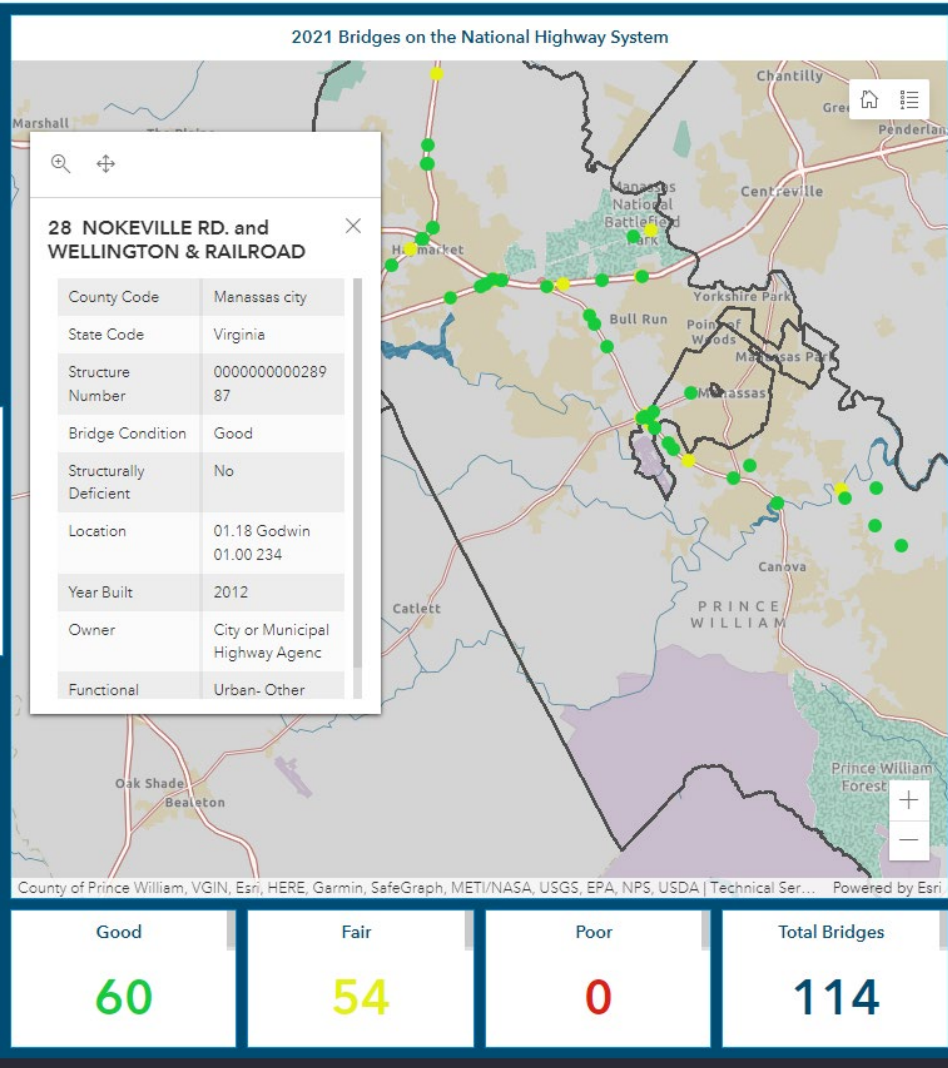 2021 Bridges on the National Highway System
Chantilly
Marshall
Penderlan
Centreville
Manassas
National
Battlefield
Park
28 NOKEVILLE RD. and
WELLINGTON & RAILROAD
County Code Manassas city
State Code Virginia
Structure 0000000000289
Number 87
Bridge Condition Good
Structurally No
Deficient
Location 01.18 Godwin
01.00 234
Year Built 2012
Owner City or Municipal
Highway Agenc
Functional Urban- Other
Yorkshire Park
Bull Run
Point of
Woods
Manassas Park
Manassas
Canova
Catlett
PRINCE
WILLIAM
Prince William
Forest
Oak Shade
Bealeton
County of Prince William, VGIN, Esri, HERE, Garmin, SafeGraph, METI/NASA, USGS, EPA, NPS, USDA | Technical Ser... Powered by Esri
Good Fair Poor Total Bridges
60 54 0 114